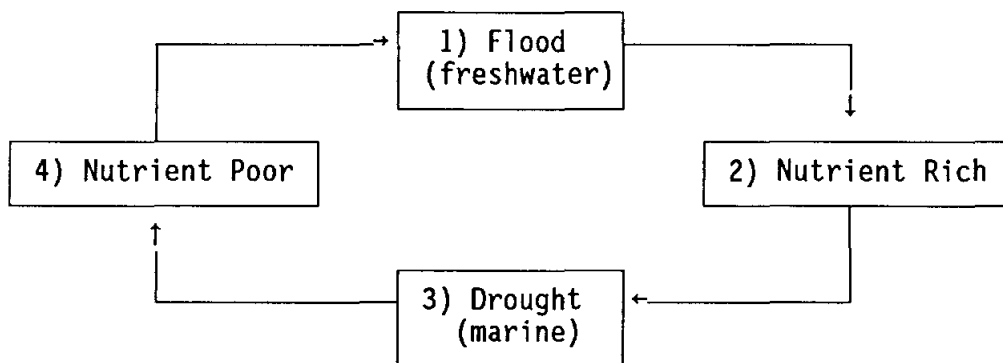 1) Flood
(freshwater)
4) Nutrient Poor
2) Nutrient Rich
3) Drought
(marine)